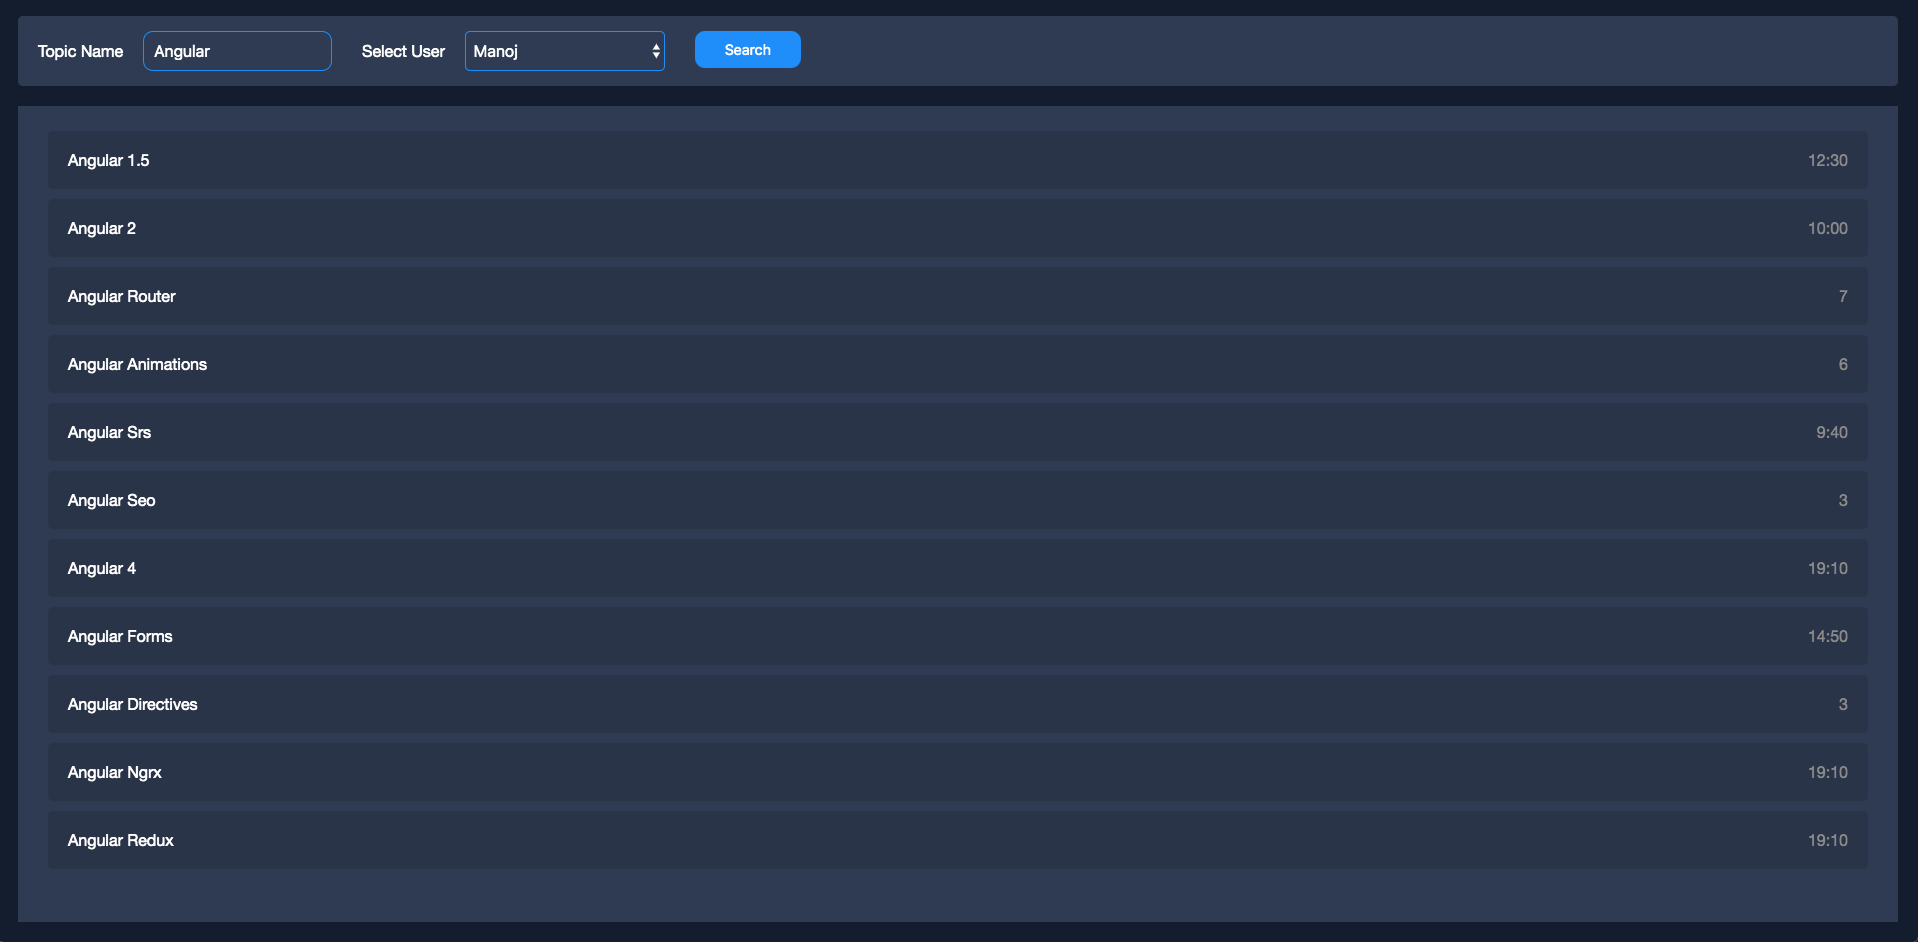 Topic Name Angular Select User Manoj Search
Angular 1.5 12:30
Angular 2 10:00
Angular Router 7
Angular Animations 6
Angular Srs 9:40
Angular Seo 3
Angular 4 19:10
Angular Forms 14:50
Angular Directives 3
Angular Ngrx 19:10
Angular Redux 19:10